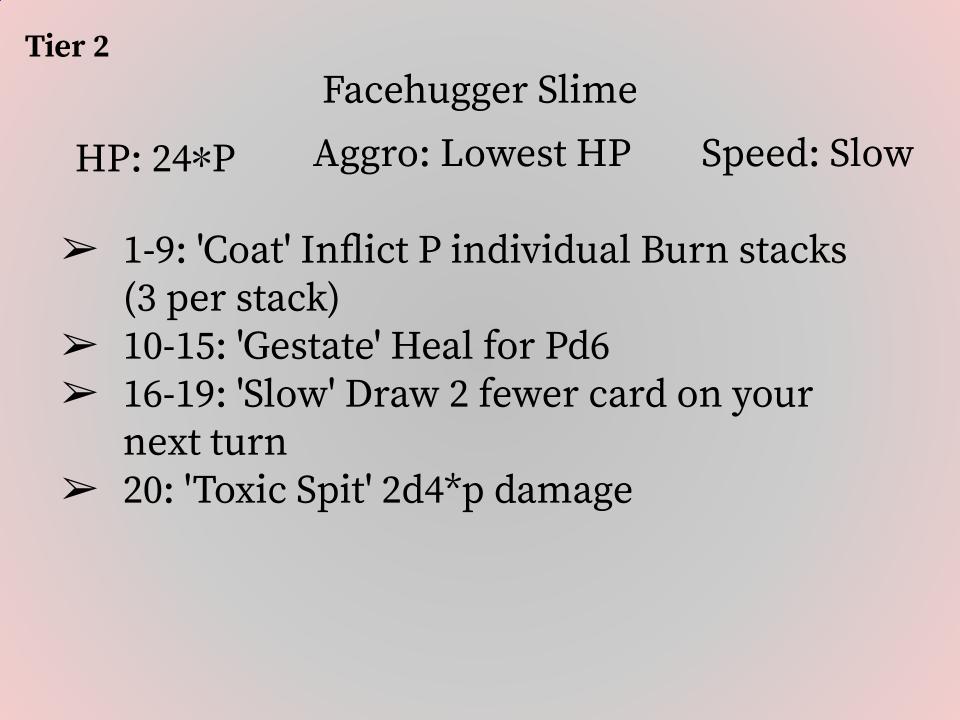 Tier 2
Facehugger Slime
HP: 24*P
Aggro: Lowest HP
Speed: Slow
➢ 1-9: 'Coat' Inflict P individual Burn stacks
(3 per stack)
➢ 10-15: 'Gestate' Heal for Pd6
➢ 16-19: 'Slow' Draw 2 fewer card on your
next turn
➢ 20: 'Toxic Spit' 2d4*p damage